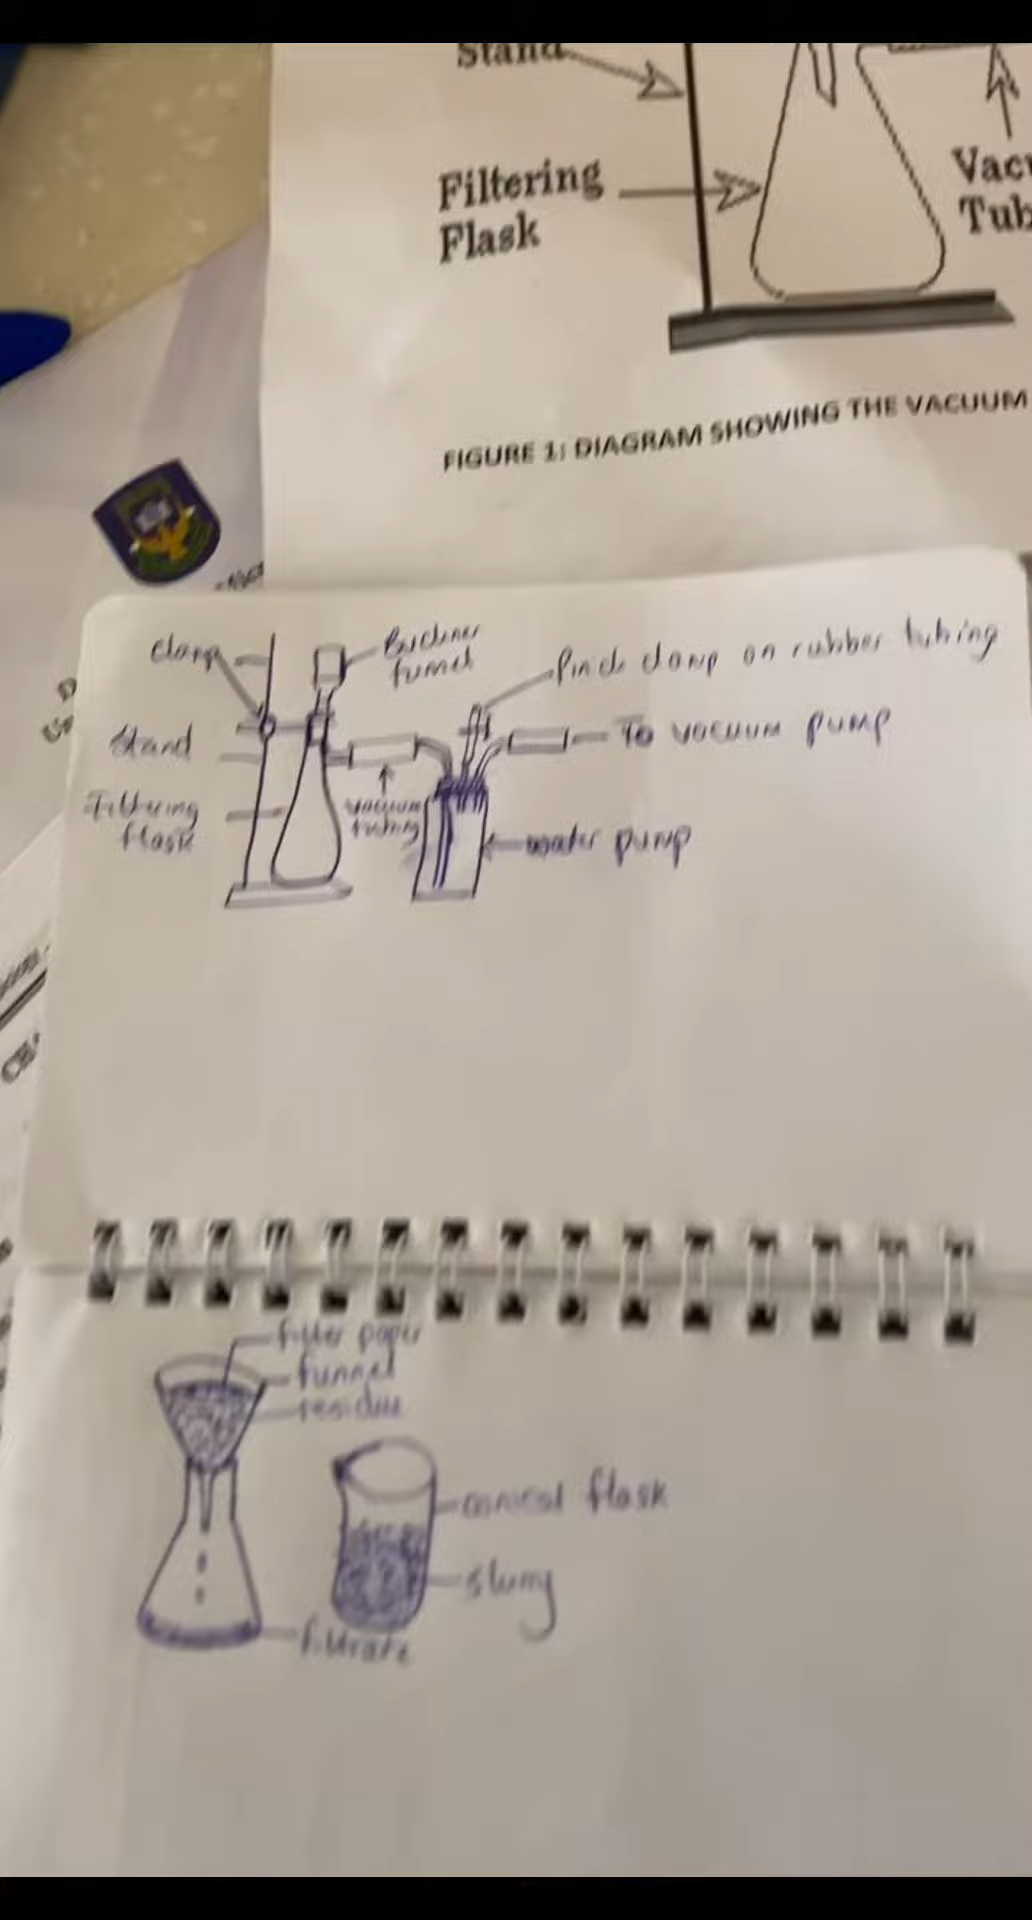 Stand
Filtering
Flask
FIGURE 1: DIAGRAM SHOWING THE VACUUM
Clamp
Buchner
funnel
Pinch clamp on rubber tubing
Stand
To vacuum pump
Filtering
flask
vacuum
tubing
water pump
filter paper
funnel
residue
conical flask
slurry
filtrate